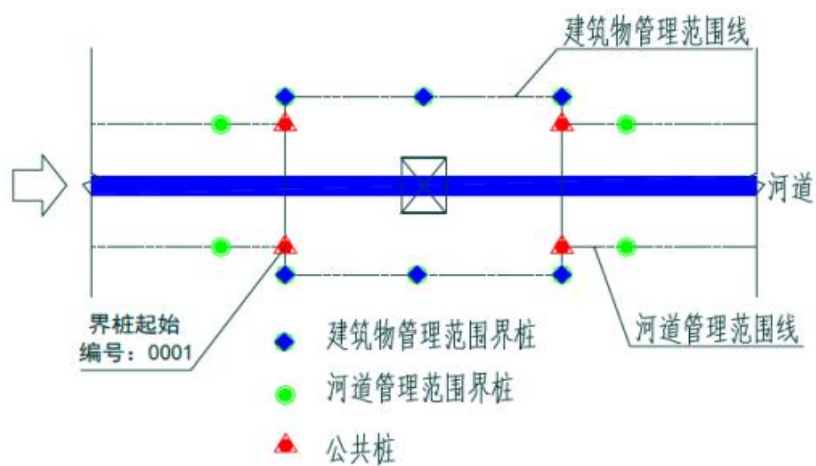 建筑物管理范围线
河道
界桩起始
编号：0001
河道管理范围线
建筑物管理范围界桩
河道管理范围界桩
公共桩